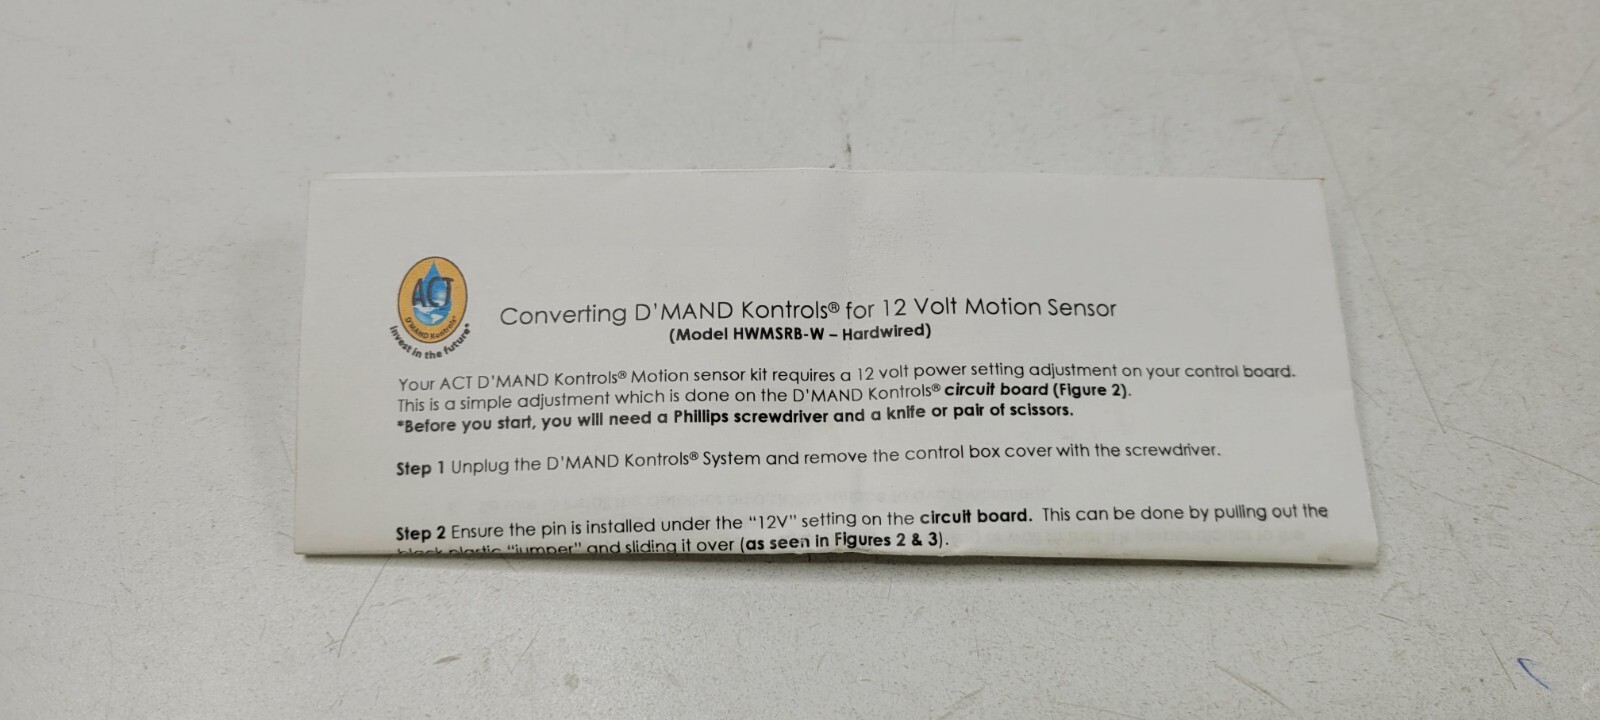 ACT
D'MAND Kontrols®
Invest in the future®
Converting D'MAND Kontrols® for 12 Volt Motion Sensor
(Model HWMSRB-W – Hardwired)
Your ACT D'MAND Kontrols® Motion sensor kit requires a 12 volt power setting adjustment on your control board.
This is a simple adjustment which is done on the D'MAND Kontrols® circuit board (Figure 2).
*Before you start, you will need a Phillips screwdriver and a knife or pair of scissors.
Step 1 Unplug the D'MAND Kontrols® System and remove the control box cover with the screwdriver.
Step 2 Ensure the pin is installed under the "12V" setting on the circuit board. This can be done by pulling out the
black plastic "jumper" and sliding it over (as seen in Figures 2 & 3).